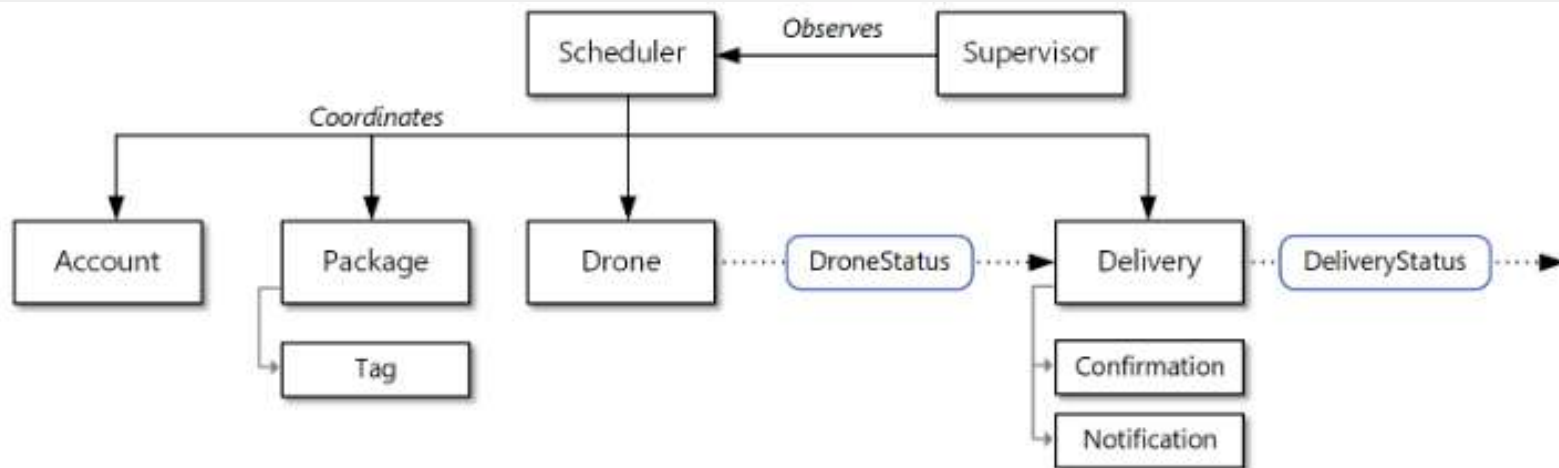 Observes
Scheduler
Supervisor
Coordinates
Account
Package
Drone
DroneStatus
Delivery
DeliveryStatus
Tag
Confirmation
Notification